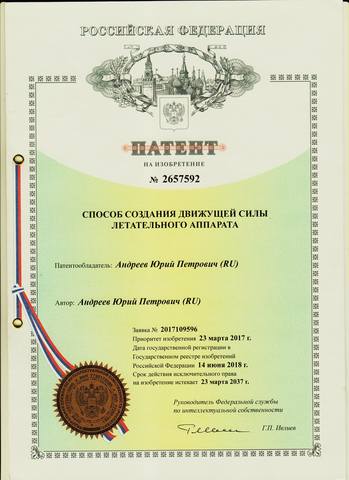 РОССИЙСКАЯ ФЕДЕРАЦИЯ
ПАТЕНТ
НА ИЗОБРЕТЕНИЕ
№ 2657592
СПОСОБ СОЗДАНИЯ ДВИЖУЩЕЙ СИЛЫ
ЛЕТАТЕЛЬНОГО АППАРАТА
Патентообладатель: Андреев Юрий Петрович (RU)
Автор: Андреев Юрий Петрович (RU)
Заявка № 2017109596
Приоритет изобретения 23 марта 2017 г.
Дата государственной регистрации в
Государственном реестре изобретений
Российской Федерации 14 июня 2018 г.
Срок действия исключительного права
на изобретение истекает 23 марта 2037 г.
Руководитель Федеральной службы
по интеллектуальной собственности
Г.П. Ивлиев